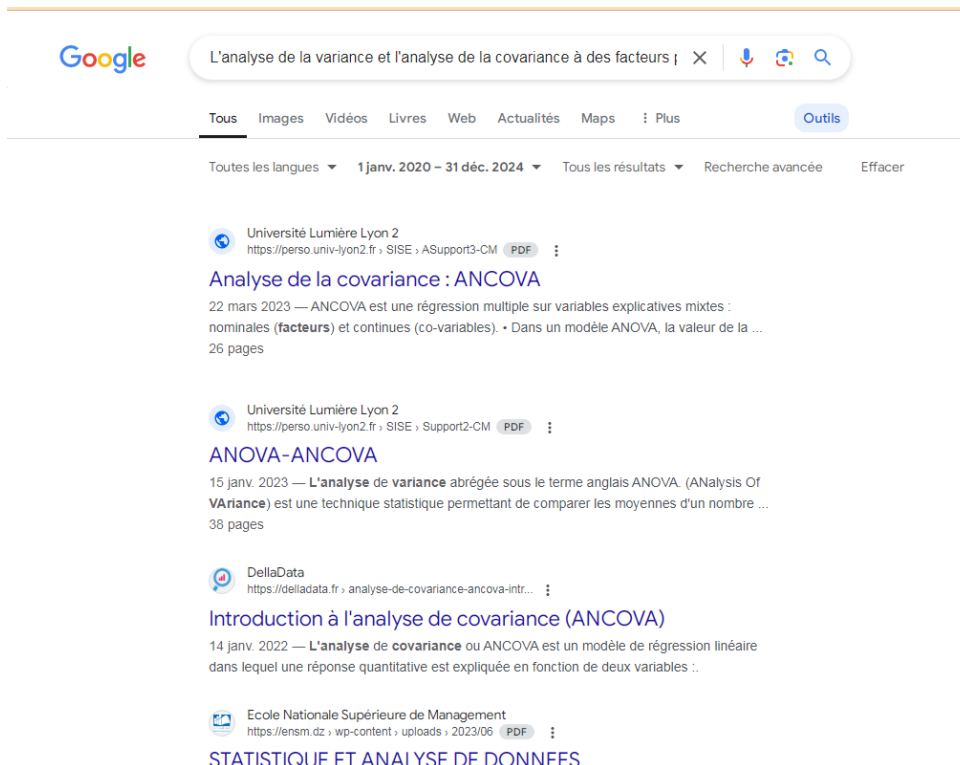 Google
L'analyse de la variance et l'analyse de la covariance à des facteurs
Tous Images Vidéos Livres Web Actualités Maps Plus Outils
Toutes les langues 1 janv. 2020 – 31 déc. 2024 Tous les résultats Recherche avancée Effacer
Université Lumière Lyon 2
https://perso.univ-lyon2.fr › SISE › ASupport3-CM PDF
Analyse de la covariance : ANCOVA
22 mars 2023 — ANCOVA est une régression multiple sur variables explicatives mixtes :
nominales (facteurs) et continues (co-variables). • Dans un modèle ANOVA, la valeur de la ...
26 pages
Université Lumière Lyon 2
https://perso.univ-lyon2.fr › SISE › Support2-CM PDF
ANOVA-ANCOVA
15 janv. 2023 — L'analyse de variance abrégée sous le terme anglais ANOVA. (ANalysis Of
VAriance) est une technique statistique permettant de comparer les moyennes d'un nombre ...
38 pages
DellaData
https://delladata.fr › analyse-de-covariance-ancova-intr...
Introduction à l'analyse de covariance (ANCOVA)
14 janv. 2022 — L'analyse de covariance ou ANCOVA est un modèle de régression linéaire
dans lequel une réponse quantitative est expliquée en fonction de deux variables :.
Ecole Nationale Supérieure de Management
https://ensm.dz › wp-content › uploads › 2023/06 PDF
STATISTIQUE ET ANALYSE DE DONNEES